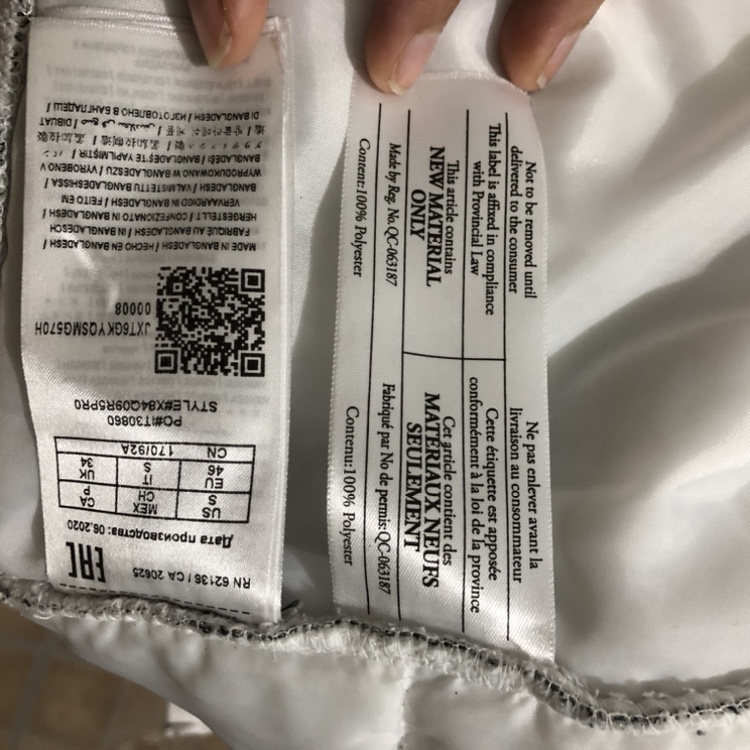 RN 62136 / CA 20625
EAC
Дата производства: 06.2020
US MEX CA
S CH P
EU IT UK
46 S 34
CN 170/92A
PO#:T30860
STYLE#X84Q09R5PR0
JXT6GKYQSMG570H
00008
MADE IN BANGLADESH / HECHO EN BANGLADESH /
FABRIQUÉ AU BANGLADESH / IN BANGLADESCH
HERGESTELLT / CONFEZIONATO IN BANGLADESH /
VERVAARDIGD IN BANGLADESH / FEITO EM
BANGLADESH / VALMISTETTU BANGLADESHISSA /
WYPRODUKOWANO W BANGLADESZU / VYROBENO V
BANGLADÉŠI / BANGLADEŞ'TE YAPILMIŞTIR /
DIBUAT
DI BANGLADESH / ИЗГОТОВЛЕНО В БАНГЛАДЕШ /
Not to be removed until
delivered to the consumer
This label is affixed in compliance
with Provincial Law
This article contains
NEW MATERIAL
ONLY
Made by Reg. No. QC-063187
Content:100% Polyester
Ne pas enlever avant la
livraison au consommateur
Cette étiquette est apposée
conformément à la loi de la province
Cet article contient des
MATÉRIAUX NEUFS
SEULEMENT
Fabriqué par No de permis:QC-063187
Contenu:100% Polyester